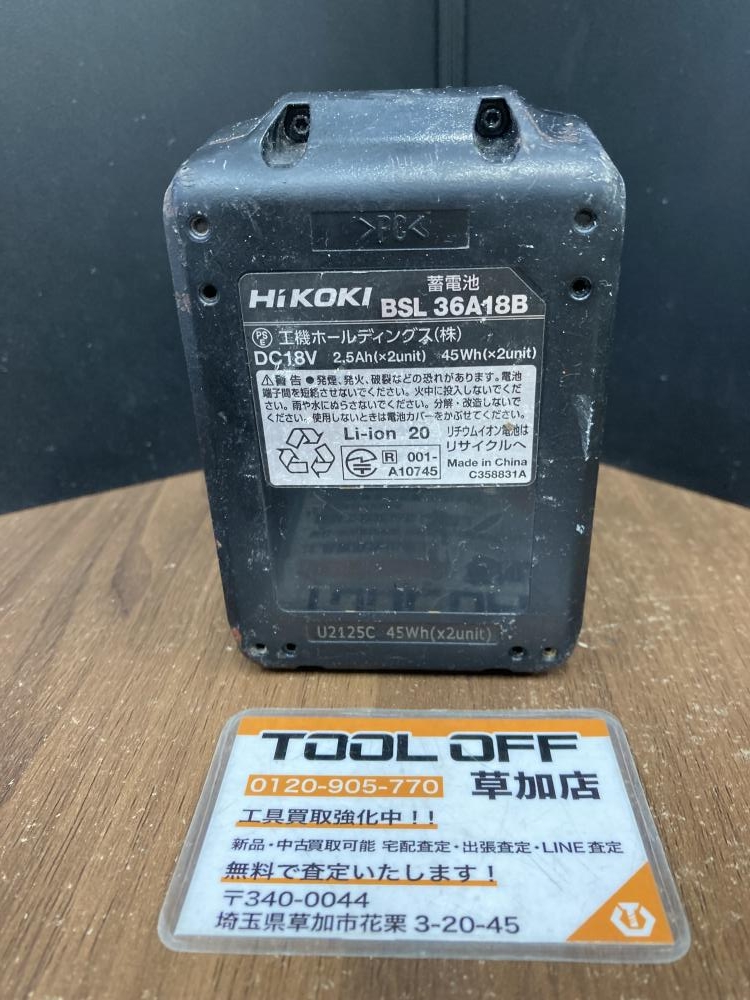 >PC<
HiKOKI
蓄電池
BSL 36A18B
PSE 工機ホールディングス(株)
DC18V 2.5Ah(×2unit) 45Wh(×2unit)
⚠警告 ●発煙、発火、破裂などの恐れがあります。電池
端子間を短絡させないでください。火中に投入しないでくだ
さい。雨や水にぬらさないでください。分解・改造しないで
ください。使用しないときは電池カバーをかぶせてください。
Li-ion 20
リチウムイオン電池は
リサイクルへ
R 001-
A10745
Made in China
C358831A
U2125C 45Wh(x2unit)
TOOL OFF
0120-905-770 草加店
工具買取強化中!!
新品・中古買取可能 宅配査定・出張査定・LINE査定
無料で査定いたします!
〒340-0044
埼玉県草加市花栗 3-20-45